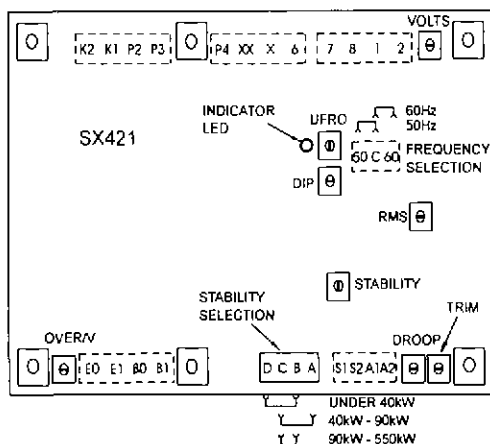 VOLTS
K2 K1 P2 P3 P4 XX X 6 7 8 1 2
60Hz
50Hz
INDICATOR
LED
UFRO
SX421
60 C 60
FREQUENCY
SELECTION
DIP
RMS
STABILITY
STABILITY
SELECTION
TRIM
OVER/V
DROOP
E0 E1 B0 B1
D C B A
S1 S2 A1 A2
UNDER 40kW
40kW - 90kW
90kW - 550kW